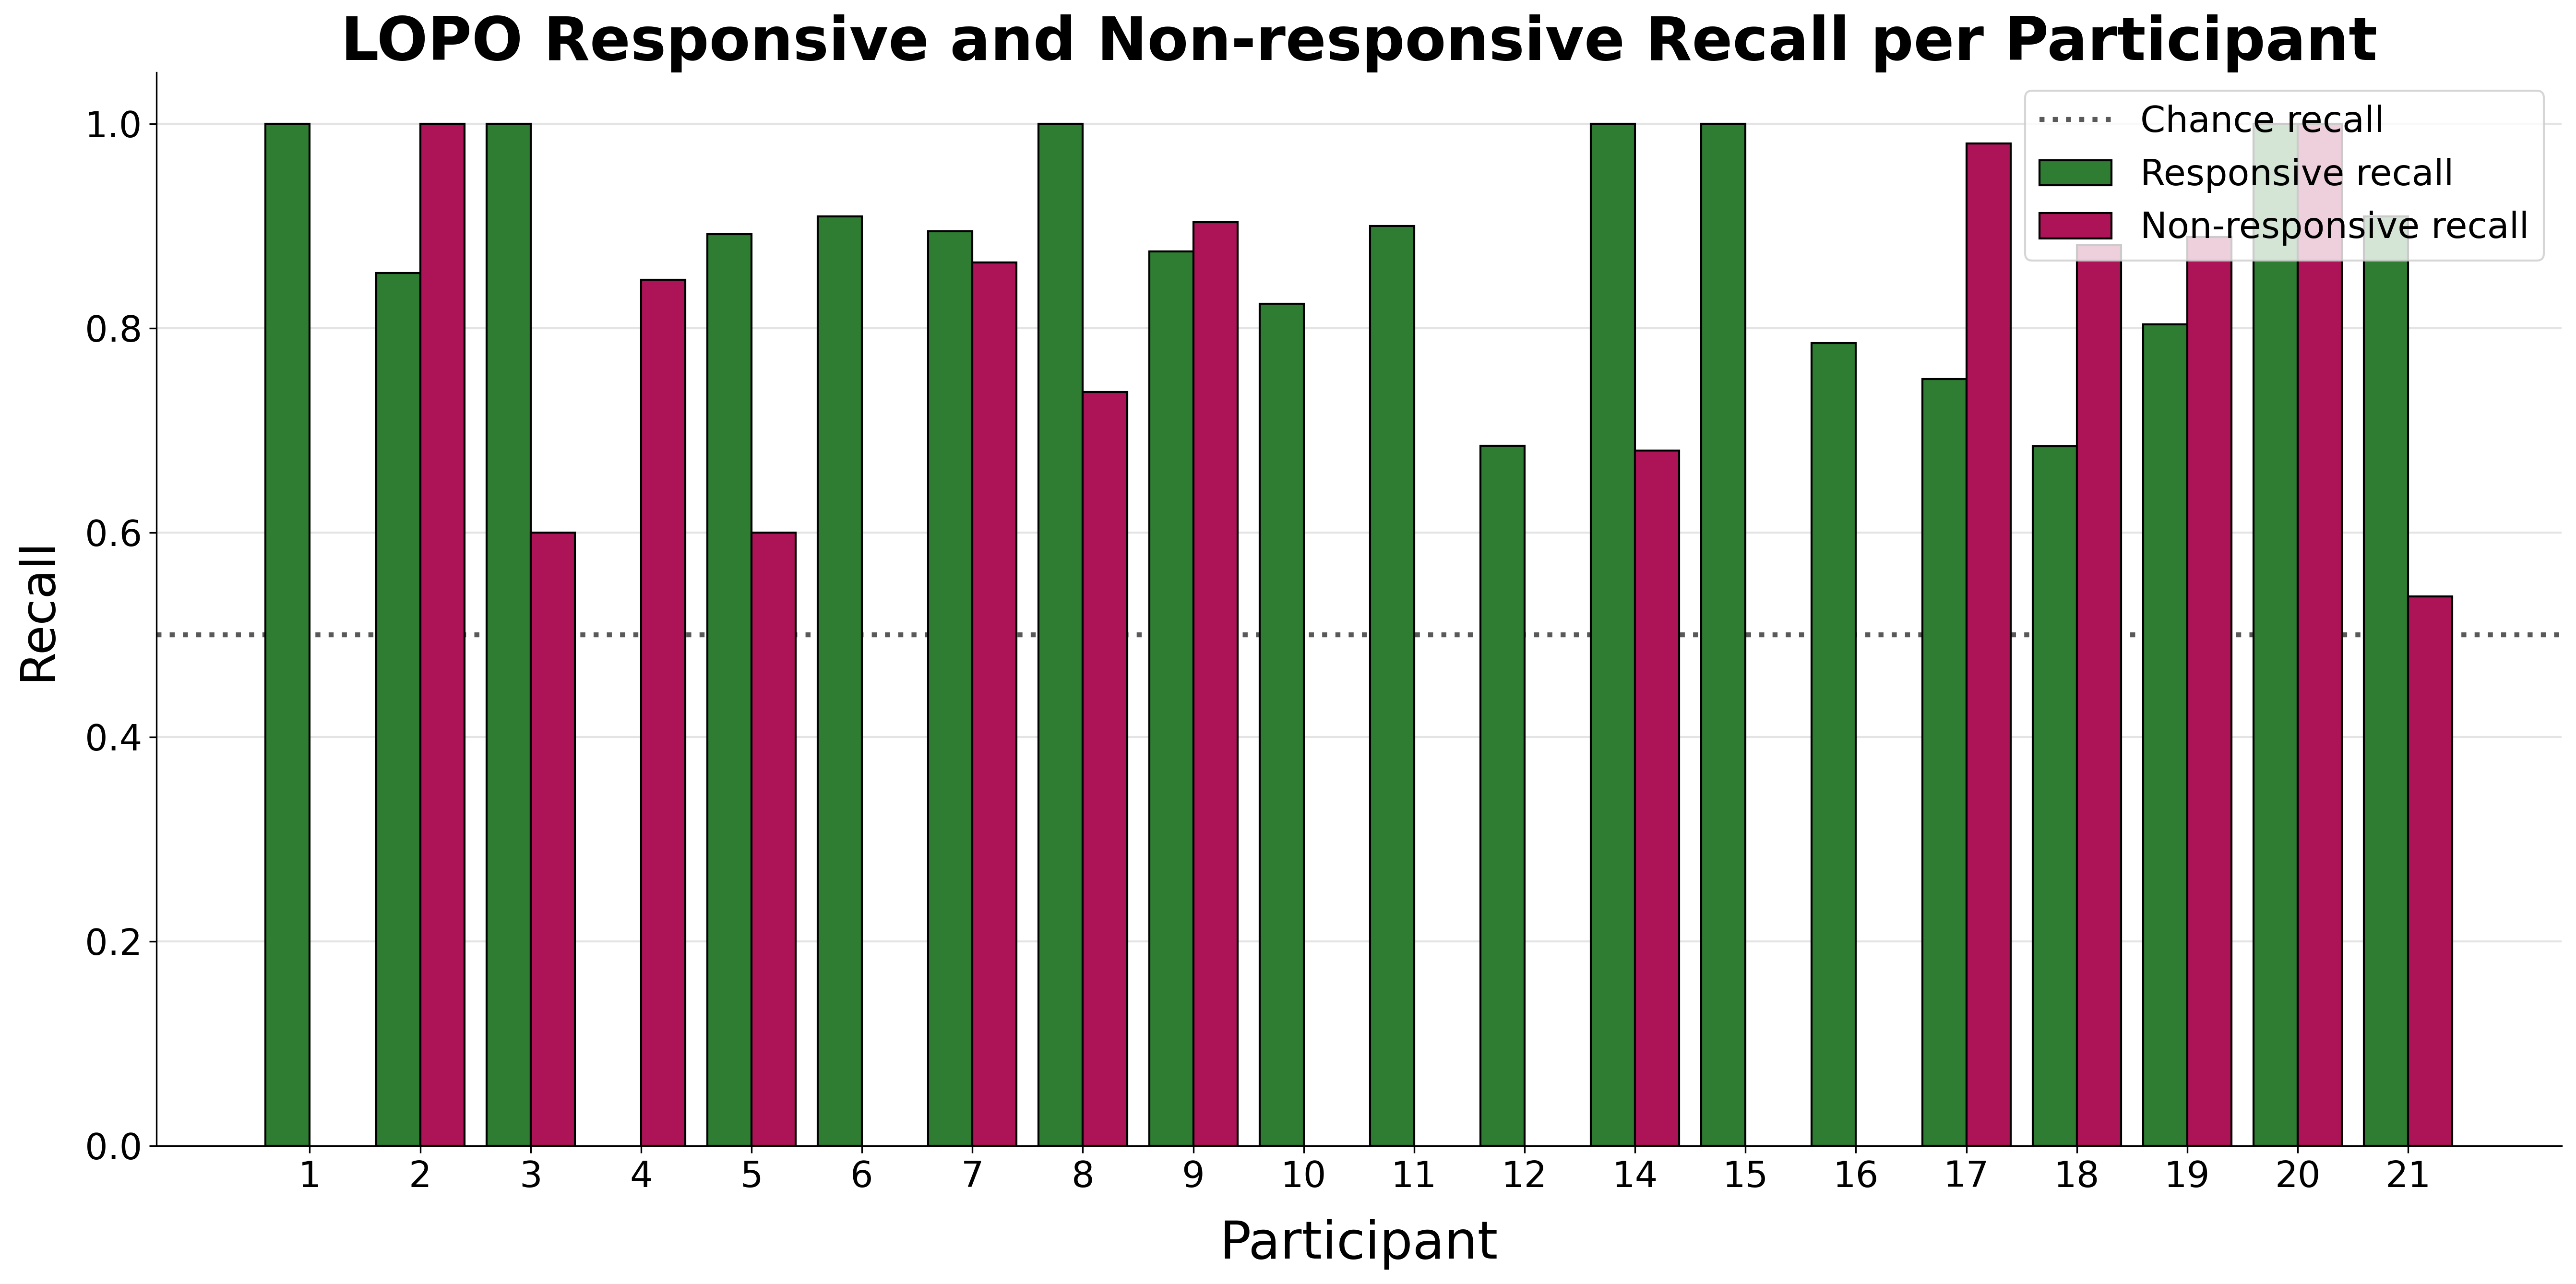 LOPO Responsive and Non-responsive Recall per Participant
Chance recall
Responsive recall
Non-responsive recall
1.0
0.8
0.6
0.4
0.2
0.0
Recall
1 2 3 4 5 6 7 8 9 10 11 12 14 15 16 17 18 19 20 21
Participant